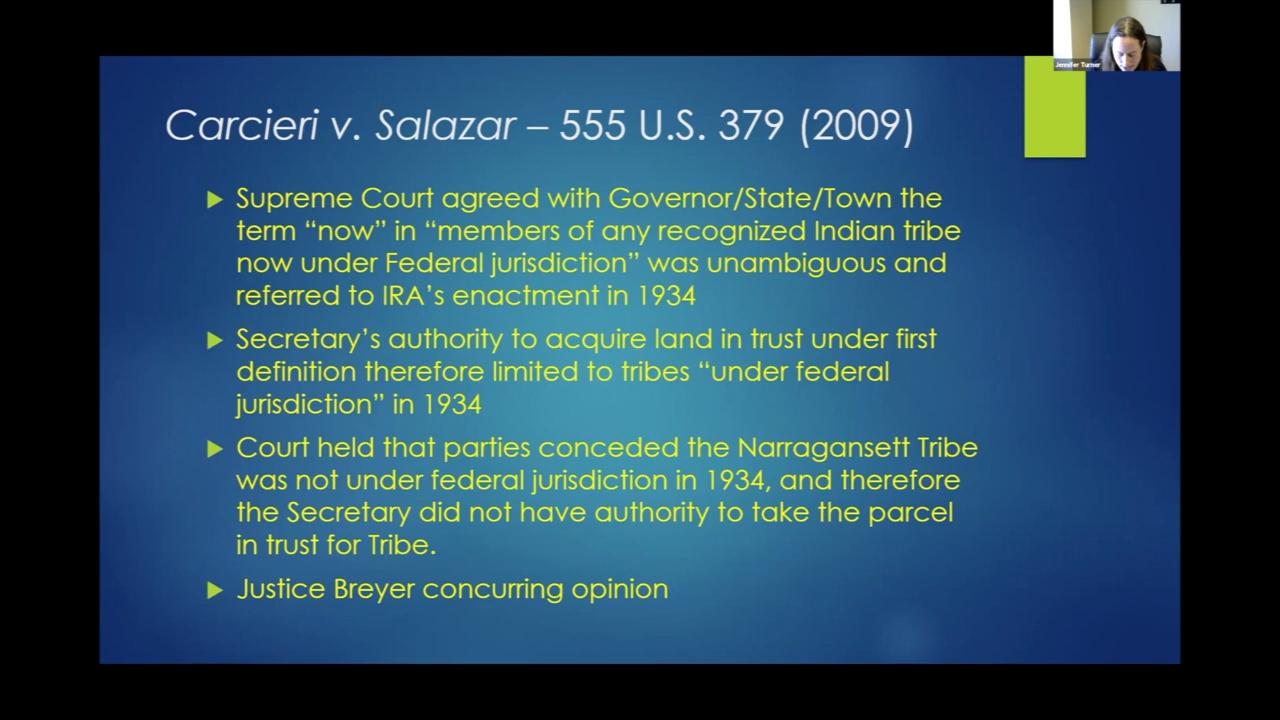 Jennifer Turner
Carcieri v. Salazar – 555 U.S. 379 (2009)
Supreme Court agreed with Governor/State/Town the
term “now” in “members of any recognized Indian tribe
now under Federal jurisdiction” was unambiguous and
referred to IRA’s enactment in 1934
Secretary’s authority to acquire land in trust under first
definition therefore limited to tribes “under federal
jurisdiction” in 1934
Court held that parties conceded the Narragansett Tribe
was not under federal jurisdiction in 1934, and therefore
the Secretary did not have authority to take the parcel
in trust for Tribe.
Justice Breyer concurring opinion